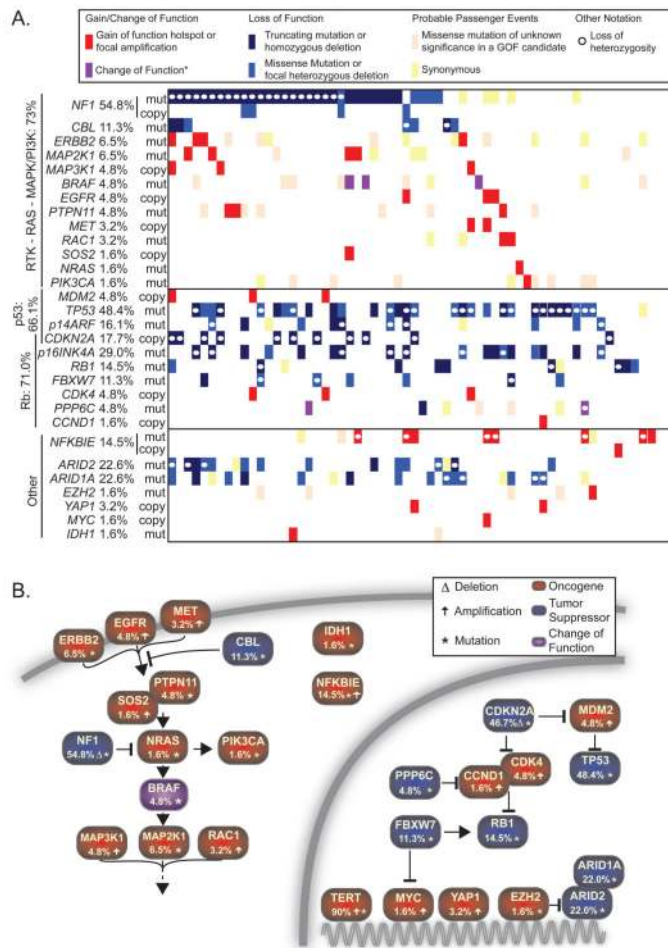 A.
Gain/Change of Function
Loss of Function
Probable Passenger Events
Other Notation
Gain of function hotspot or focal amplification
Truncating mutation or homozygous deletion
Missense mutation of unknown significance in a GOF candidate
Loss of heterozygosity
Change of Function*
Missense Mutation or focal heterozygous deletion
Synonymous
RTK - RAS - MAPK/PI3K: 73%
NF1 54.8% mut
copy
CBL 11.3% mut
ERBB2 6.5% mut
MAP2K1 6.5% mut
MAP3K1 4.8% copy
BRAF 4.8% mut
EGFR 4.8% copy
PTPN11 4.8% mut
MET 3.2% copy
RAC1 3.2% mut
SOS2 1.6% copy
NRAS 1.6% mut
PIK3CA 1.6% mut
p53: 66.1%
MDM2 4.8% copy
TP53 48.4% mut
p14ARF 16.1% mut
CDKN2A 17.7% copy
Rb: 71.0%
p16INK4A 29.0% mut
RB1 14.5% mut
FBXW7 11.3% mut
CDK4 4.8% copy
PPP6C 4.8% mut
CCND1 1.6% copy
Other
NFKBIE 14.5% mut
copy
ARID2 22.6% mut
ARID1A 22.6% mut
EZH2 1.6% mut
YAP1 3.2% copy
MYC 1.6% copy
IDH1 1.6% mut
B.
Δ Deletion
Oncogene
↑ Amplification
Tumor Suppressor
* Mutation
Change of Function
MET
3.2% ↑
EGFR
4.8% ↑
ERBB2
6.5% *
CBL
11.3% *
IDH1
1.6% *
PTPN11
4.8% *
NFKBIE
14.5% * ↑
SOS2
1.6% ↑
NF1
54.8% Δ *
NRAS
1.6% *
PIK3CA
1.6% *
BRAF
4.8% *
MAP3K1
4.8% ↑
MAP2K1
6.5% *
RAC1
3.2% ↑
CDKN2A
46.7% Δ *
MDM2
4.8% ↑
CDK4
4.8% ↑
TP53
48.4% *
PPP6C
4.8% *
CCND1
1.6% ↑
FBXW7
11.3% *
RB1
14.5% *
ARID1A
22.0% *
TERT
90% ↑ *
MYC
1.6% ↑
YAP1
3.2% ↑
EZH2
1.6% *
ARID2
22.0% *